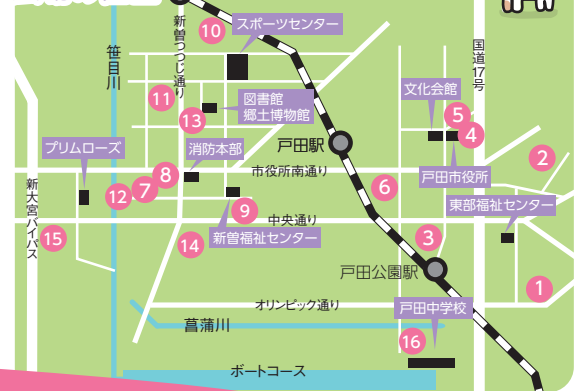 スポーツセンター
10
新曽つつじ通り
笹目川
国道17号
文化会館
11
図書館
郷土博物館
5
13
4
戸田駅
プリムローズ
消防本部
2
市役所南通り
戸田市役所
8
7
6
12
新大宮バイパス
東部福祉センター
9
中央通り
3
15
14
新曽福祉センター
戸田公園駅
1
オリンピック通り
戸田中学校
菖蒲川
16
ボートコース